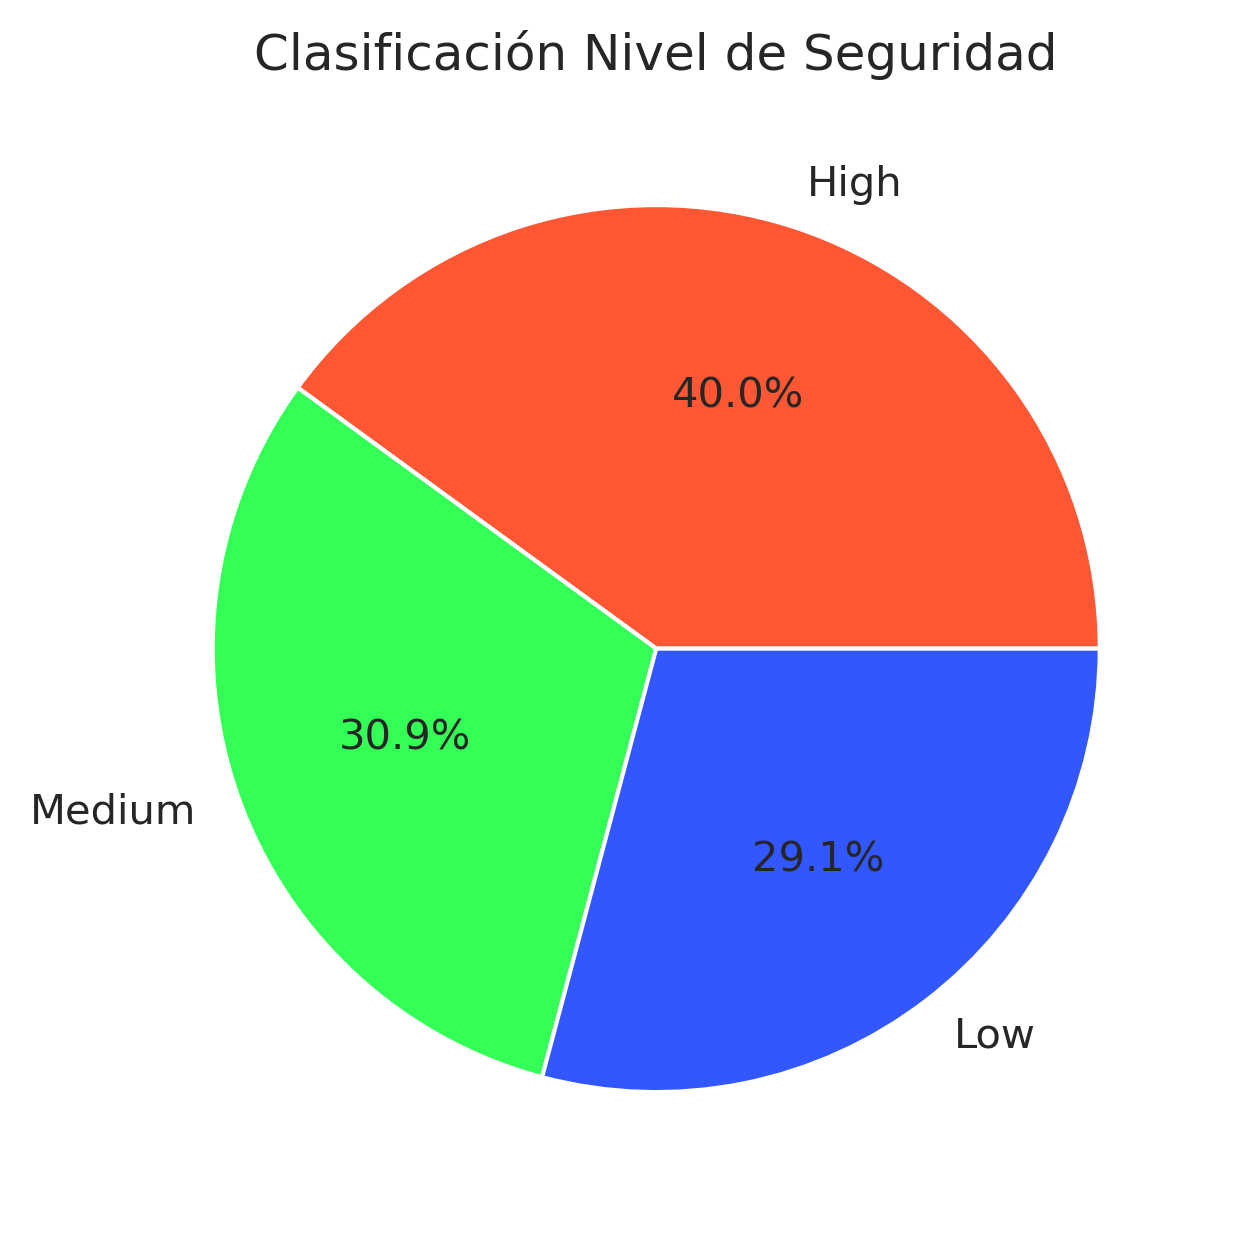 Clasificación Nivel de Seguridad
High
40.0%
30.9%
Medium
29.1%
Low